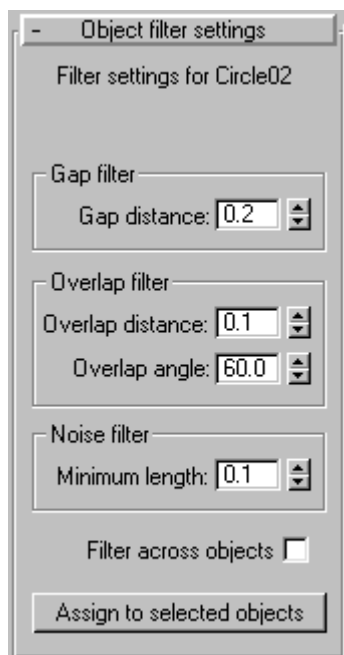 - Object filter settings
Filter settings for Circle02
Gap filter
Gap distance: 0.2
Overlap filter
Overlap distance: 0.1
Overlap angle: 60.0
Noise filter
Minimum length: 0.1
Filter across objects
Assign to selected objects